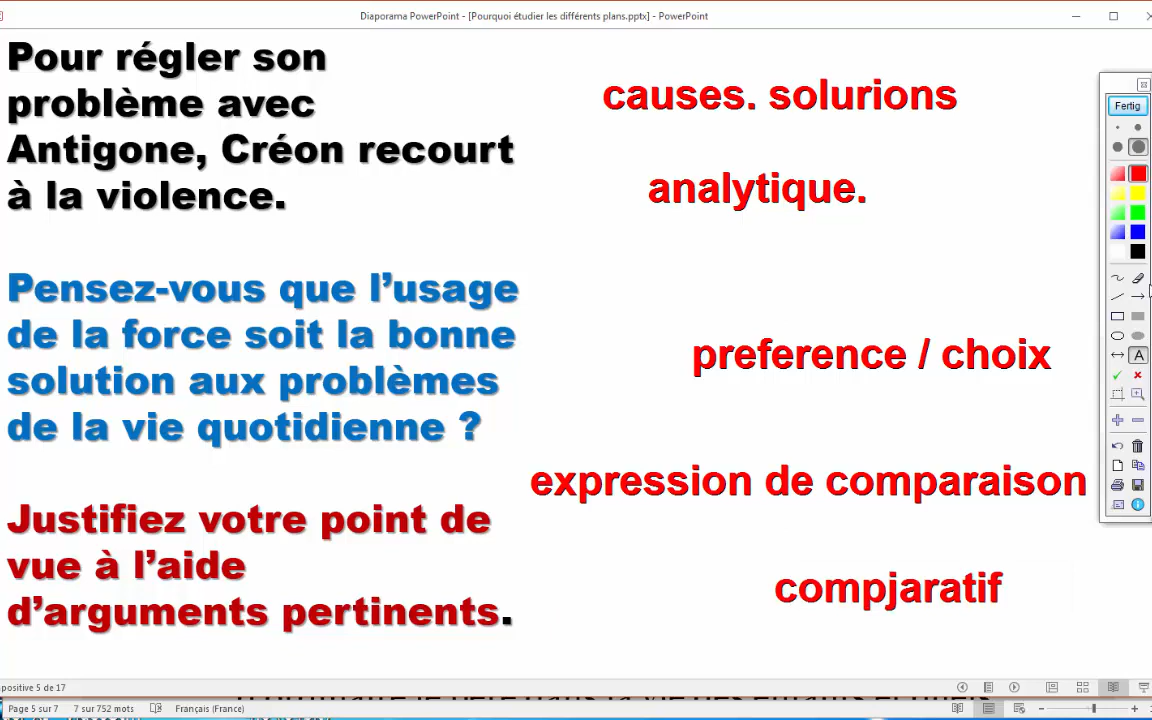 Diaporama PowerPoint - [Pourquoi étudier les différents plans.pptx] - PowerPoint
Pour régler son
problème avec
Antigone, Créon recourt
à la violence.
Pensez-vous que l’usage
de la force soit la bonne
solution aux problèmes
de la vie quotidienne ?
Justifiez votre point de
vue à l’aide
d’arguments pertinents.
causes. solurions
analytique.
preference / choix
expression de comparaison
compjaratif
Fertig
A
positive 5 de 17
Page 5 sur 7 7 sur 752 mots Français (France)